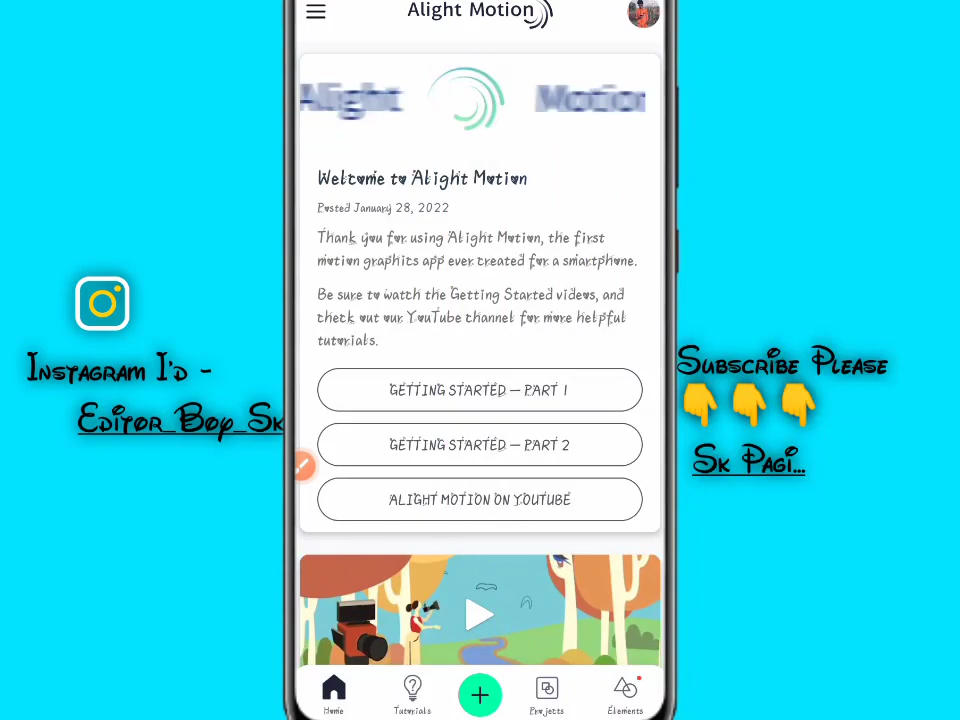 Alight Motion
Alight Motion
Welcome to Alight Motion
Posted January 28, 2022
Thank you for using Alight Motion, the first
motion graphics app ever created for a smartphone.
Be sure to watch the Getting Started videos, and
check out our YouTube channel for more helpful
tutorials.
GETTING STARTED — PART 1
GETTING STARTED — PART 2
ALIGHT MOTION ON YOUTUBE
Home
Tutorials
Projects
Elements
Instagram I'd -
Editor_Boy_Sk
Subscribe Please
Sk Pagi...